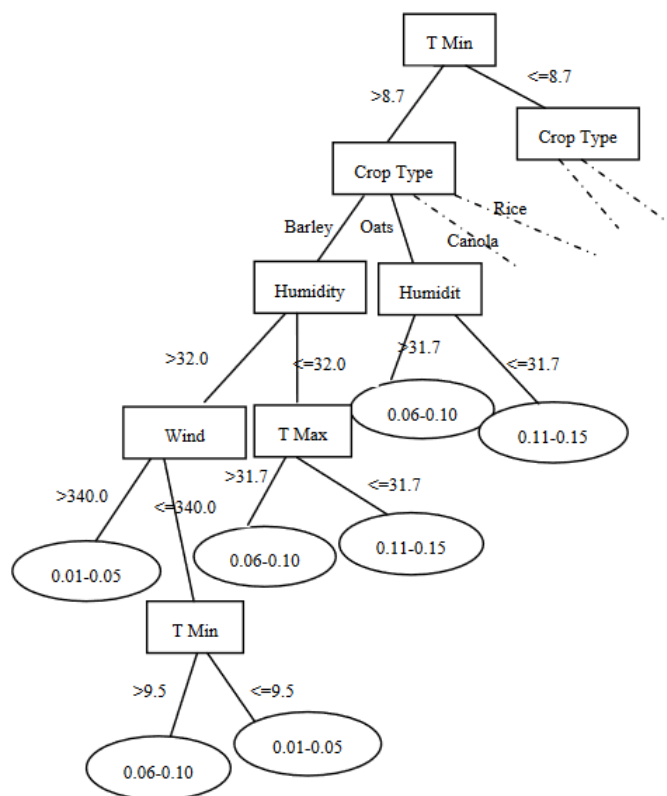 T Min
<=8.7
>8.7
Crop Type
Crop Type
Rice
Barley
Oats
Canola
Humidity
Humidit
>32.0
<=32.0
>31.7
<=31.7
0.06-0.10
Wind
T Max
0.11-0.15
>31.7
<=31.7
>340.0
<=340.0
0.11-0.15
0.06-0.10
0.01-0.05
T Min
>9.5
<=9.5
0.01-0.05
0.06-0.10